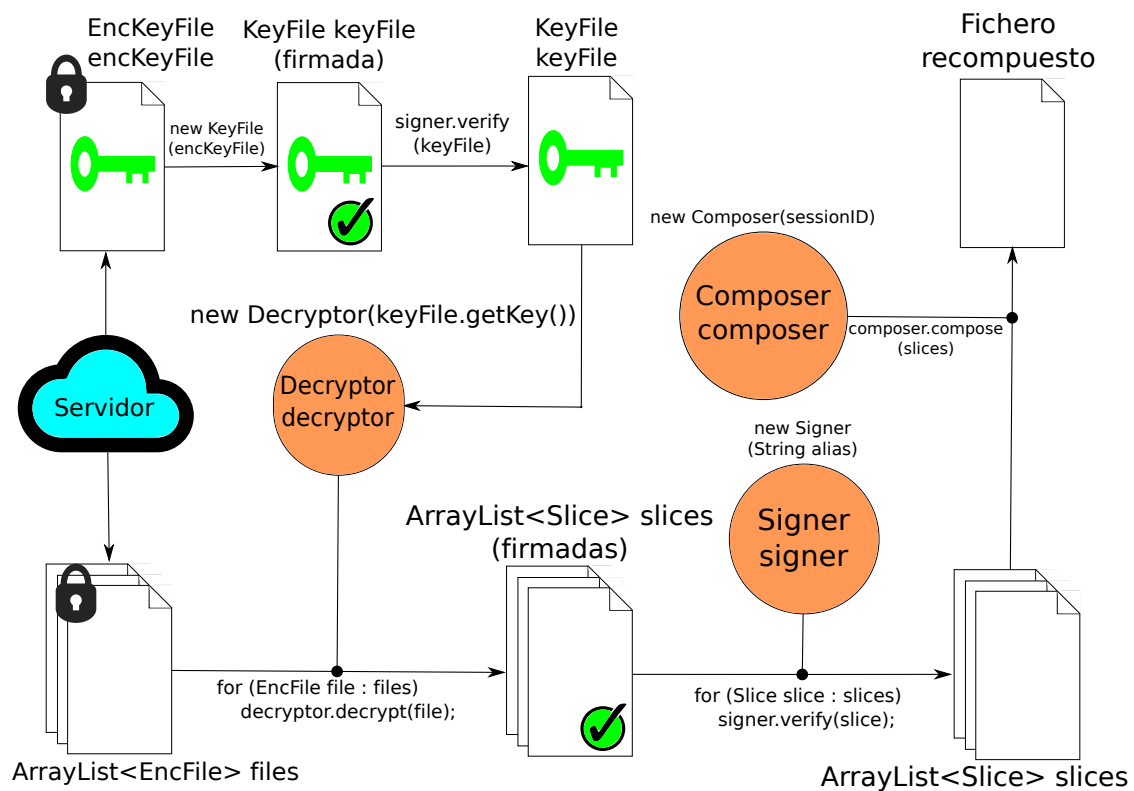 EncKeyFile
encKeyFile
KeyFile keyFile
(firmada)
KeyFile
keyFile
Fichero
recompuesto
new KeyFile
(encKeyFile)
signer.verify
(keyFile)
new Composer(sessionID)
Composer
composer
composer.compose
(slices)
new Decryptor(keyFile.getKey())
Decryptor
decryptor
Servidor
new Signer
(String alias)
Signer
signer
ArrayList<Slice> slices
(firmadas)
for (EncFile file : files)
decryptor.decrypt(file);
for (Slice slice : slices)
signer.verify(slice);
ArrayList<EncFile> files
ArrayList<Slice> slices